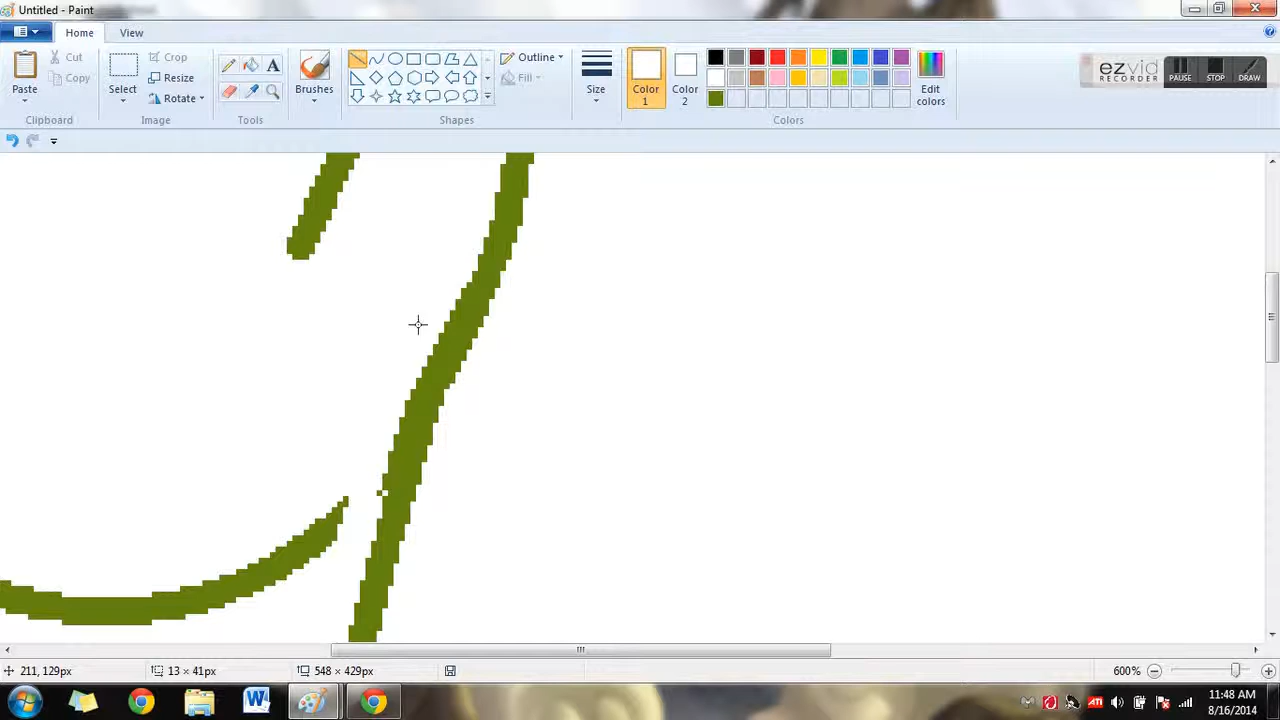 Untitled - Paint
Home View
Paste
Cut
Copy
Clipboard
Select
Crop
Resize
Rotate
Image
A
Tools
Brushes
Outline
Fill
Shapes
Size
Color 1
Color 2
Edit colors
Colors
ezvid
RECORDER
PAUSE STOP DRAW
211, 129px 13 × 41px 548 × 429px 600%
W ATI 11:48 AM
8/16/2014